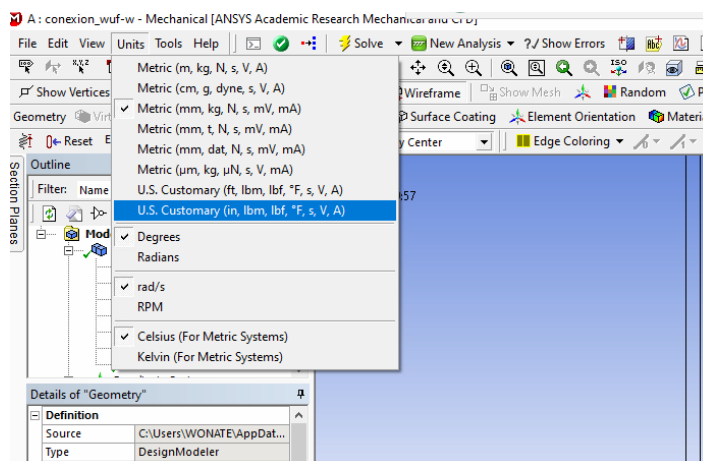 A : conexion_wuf-w - Mechanical [ANSYS Academic Research Mechanical and CFD]
File Edit View Units Tools Help Solve New Analysis ?/ Show Errors
Metric (m, kg, N, s, V, A)
ISO
Metric (cm, g, dyne, s, V, A)
Show Vertices Wireframe Show Mesh Random
Metric (mm, kg, N, s, mV, mA)
Geometry Surface Coating Element Orientation
Metric (mm, t, N, s, mV, mA)
Reset Center Edge Coloring
Metric (mm, dat, N, s, mV, mA)
Outline
Metric (µm, kg, µN, s, V, mA)
Filter: Name
U.S. Customary (ft, lbm, lbf, °F, s, V, A)
:57
U.S. Customary (in, lbm, lbf, °F, s, V, A)
Section Planes
Degrees
Radians
rad/s
RPM
Celsius (For Metric Systems)
Kelvin (For Metric Systems)
Details of "Geometry"
Definition
Source C:\Users\WONATE\AppDat...
Type DesignModeler